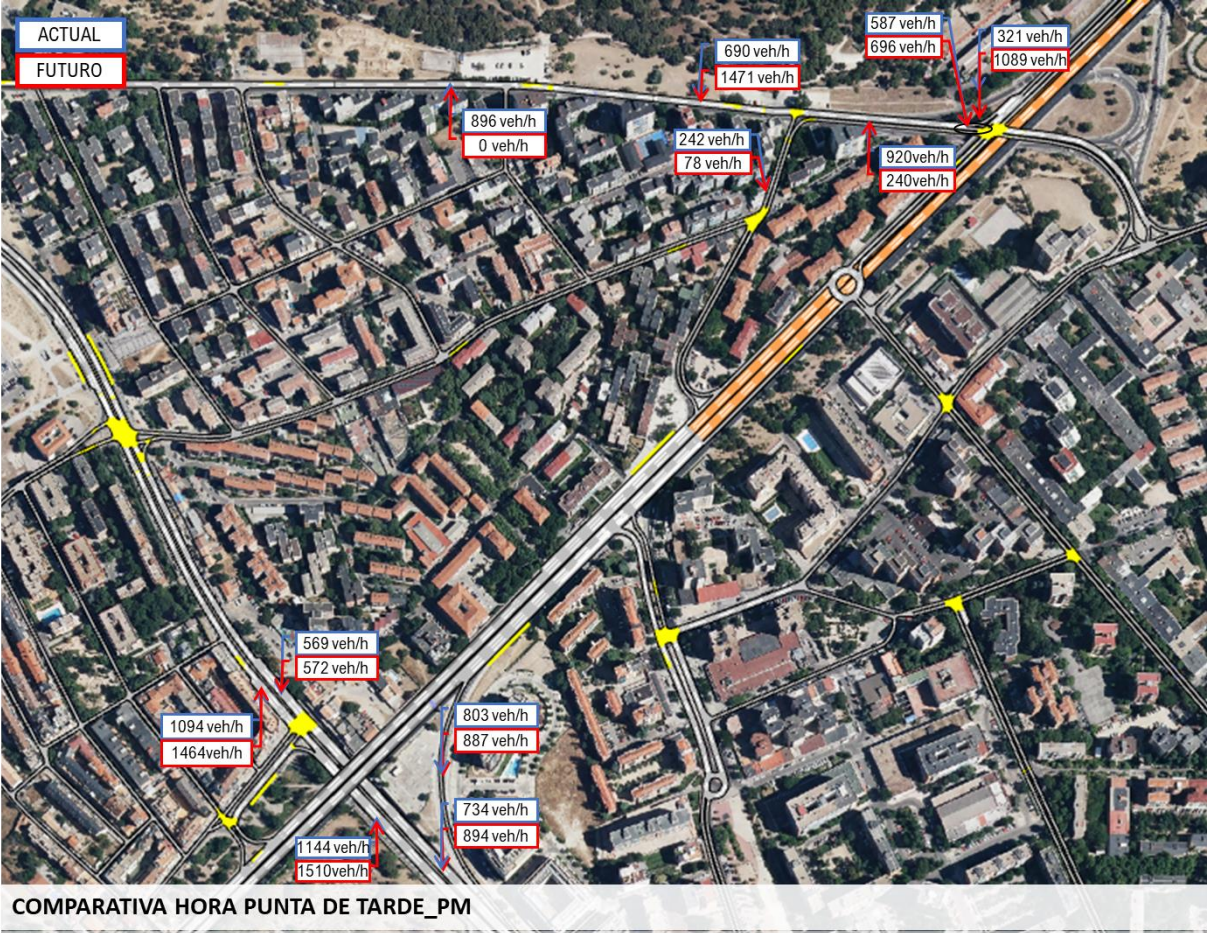 ACTUAL
FUTURO
587 veh/h
696 veh/h
321 veh/h
1089 veh/h
690 veh/h
1471 veh/h
896 veh/h
0 veh/h
242 veh/h
78 veh/h
920veh/h
240veh/h
569 veh/h
572 veh/h
1094 veh/h
1464veh/h
803 veh/h
887 veh/h
734 veh/h
894 veh/h
1144 veh/h
1510veh/h
COMPARATIVA HORA PUNTA DE TARDE_PM